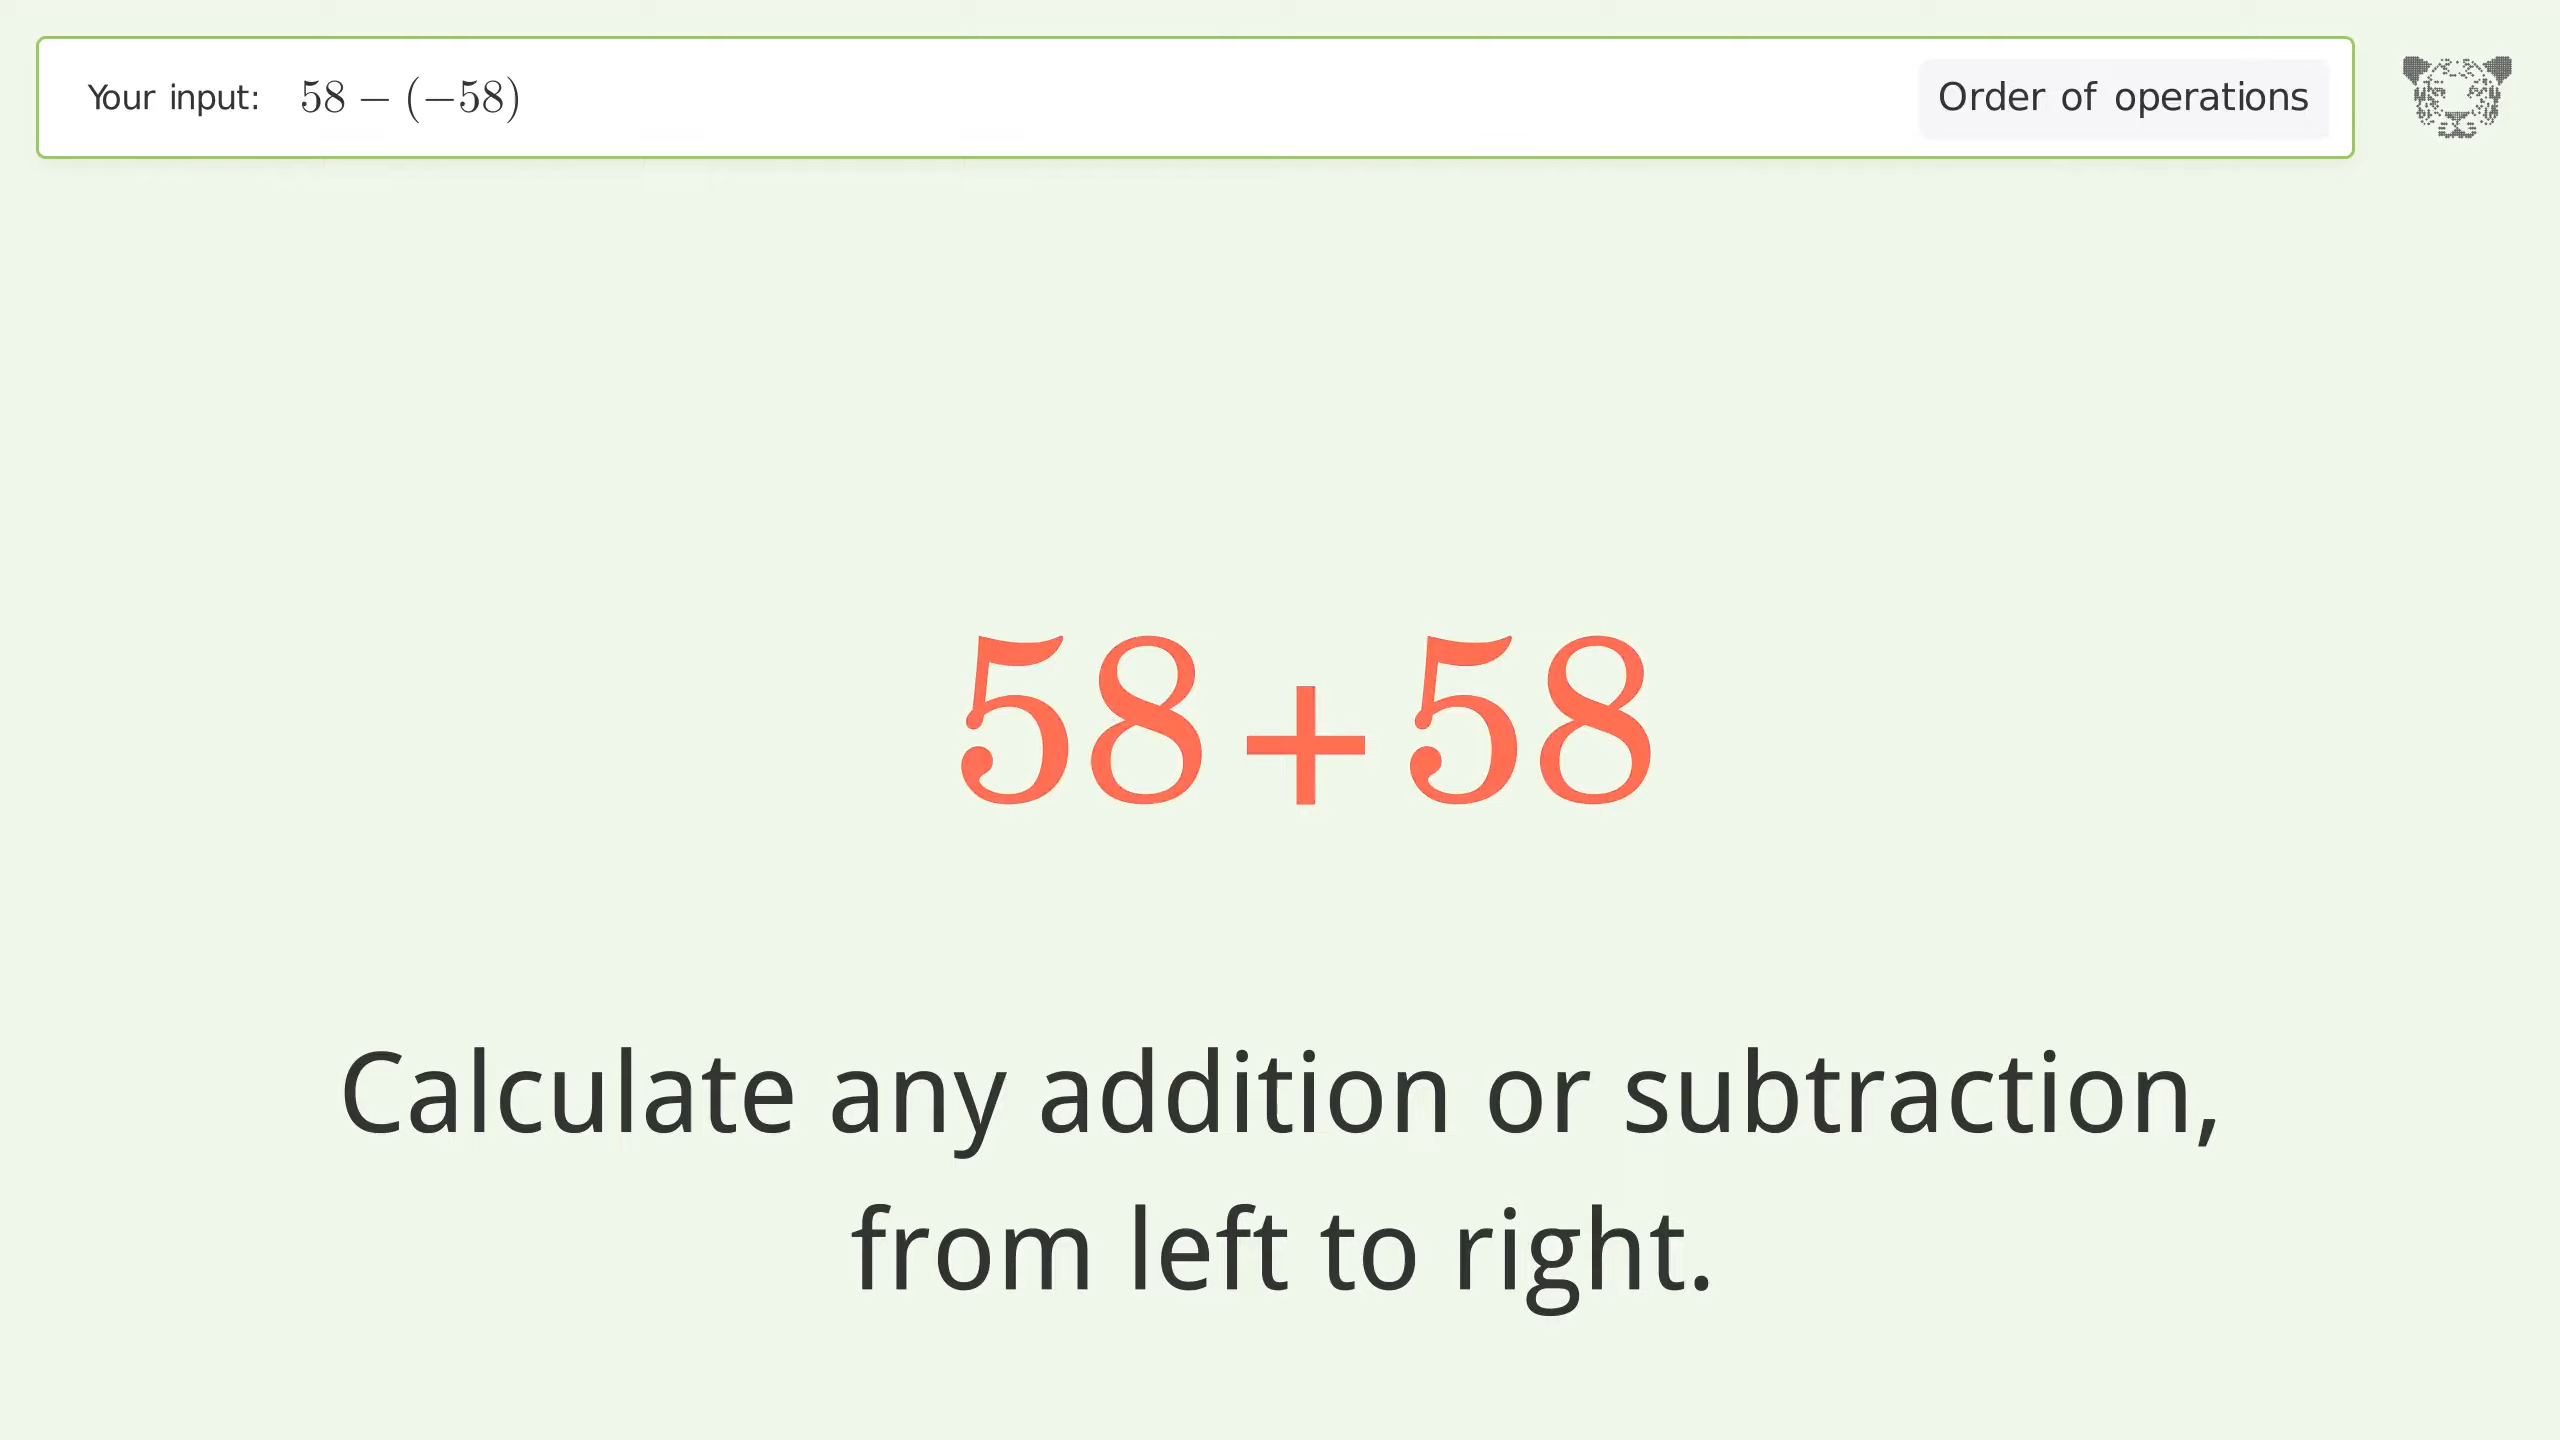 Your input: 58 − (−58) Order of operations
58+58
Calculate any addition or subtraction,
from left to right.